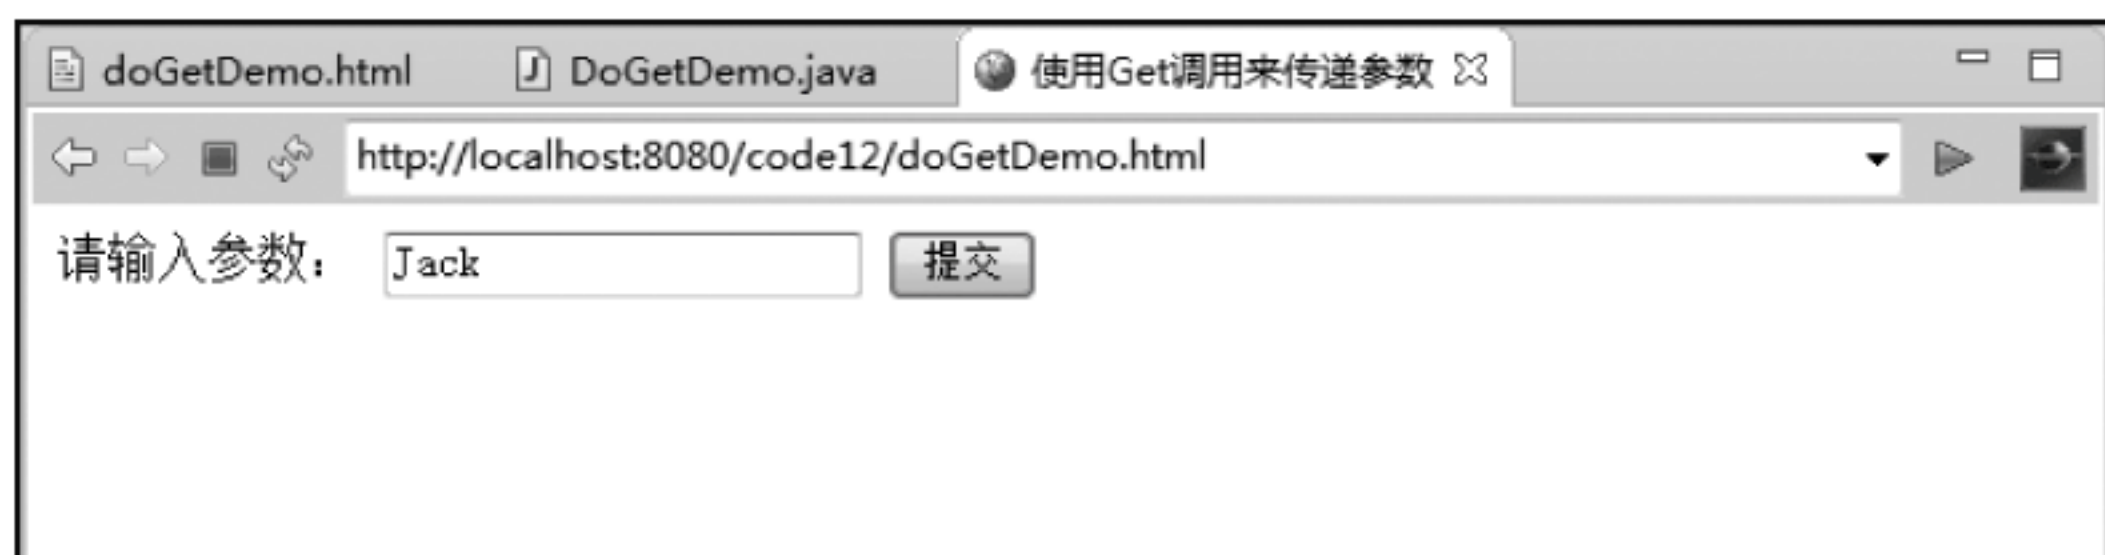 doGetDemo.html DoGetDemo.java 使用Get调用来传递参数
http://localhost:8080/code12/doGetDemo.html
请输入参数： Jack 提交